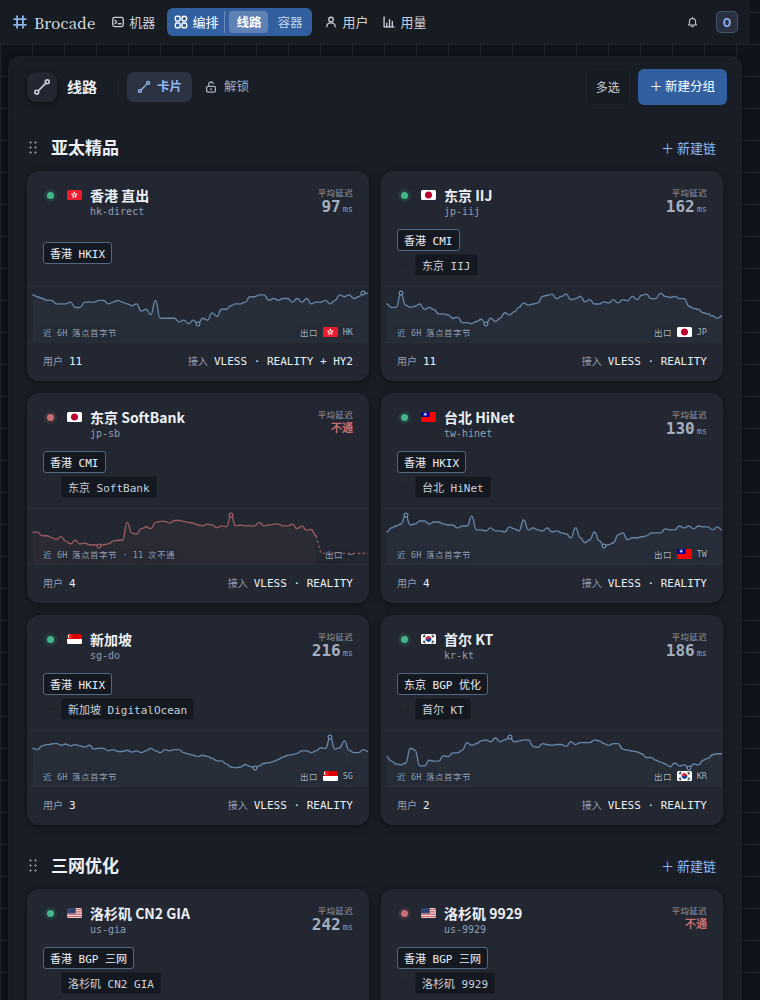 Brocade 机器 编排 线路 容器 用户 用量 O
线路 卡片 解锁 多选 ＋ 新建分组
亚太精品 ＋ 新建链
香港 直出 平均延迟
hk-direct 97 ms
香港 HKIX
近 6H 落点首字节 出口 HK
用户 11 接入 VLESS · REALITY + HY2
东京 IIJ 平均延迟
jp-iij 162 ms
香港 CMI
东京 IIJ
近 6H 落点首字节 出口 JP
用户 11 接入 VLESS · REALITY
东京 SoftBank 平均延迟
jp-sb 不通
香港 CMI
东京 SoftBank
近 6H 落点首字节 · 11 次不通 出口
用户 4 接入 VLESS · REALITY
台北 HiNet 平均延迟
tw-hinet 130 ms
香港 HKIX
台北 HiNet
近 6H 落点首字节 出口 TW
用户 4 接入 VLESS · REALITY
新加坡 平均延迟
sg-do 216 ms
香港 HKIX
新加坡 DigitalOcean
近 6H 落点首字节 出口 SG
用户 3 接入 VLESS · REALITY
首尔 KT 平均延迟
kr-kt 186 ms
东京 BGP 优化
首尔 KT
近 6H 落点首字节 出口 KR
用户 2 接入 VLESS · REALITY
三网优化 ＋ 新建链
洛杉矶 CN2 GIA 平均延迟
us-gia 242 ms
香港 BGP 三网
洛杉矶 CN2 GIA
洛杉矶 9929 平均延迟
us-9929 不通
香港 BGP 三网
洛杉矶 9929